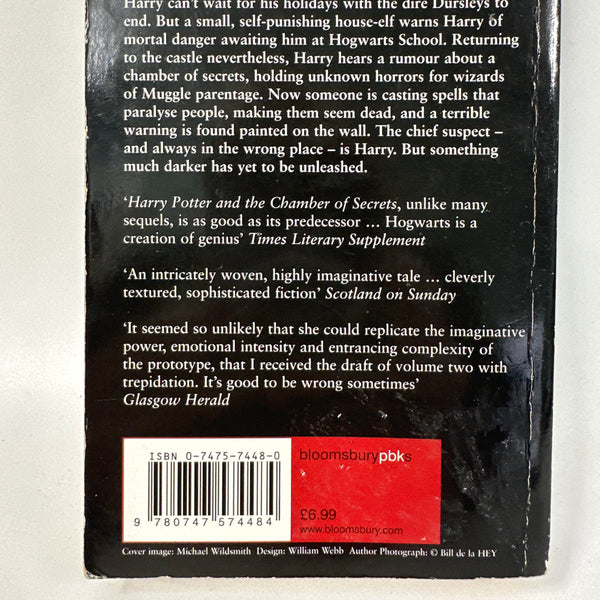 Harry can't wait for his holidays with the dire Dursleys to
end. But a small, self-punishing house-elf warns Harry of
mortal danger awaiting him at Hogwarts School. Returning
to the castle nevertheless, Harry hears a rumour about a
chamber of secrets, holding unknown horrors for wizards
of Muggle parentage. Now someone is casting spells that
paralyse people, making them seem dead, and a terrible
warning is found painted on the wall. The chief suspect –
and always in the wrong place – is Harry. But something
much darker has yet to be unleashed.
‘Harry Potter and the Chamber of Secrets, unlike many
sequels, is as good as its predecessor … Hogwarts is a
creation of genius’ Times Literary Supplement
‘An intricately woven, highly imaginative tale … cleverly
textured, sophisticated fiction’ Scotland on Sunday
‘It seemed so unlikely that she could replicate the imaginative
power, emotional intensity and entrancing complexity of
the prototype, that I received the draft of volume two with
trepidation. It's good to be wrong sometimes’
Glasgow Herald
ISBN 0-7475-7448-0
9 780747 574484
bloomsburypbks
£6.99
www.bloomsbury.com
Cover image: Michael Wildsmith Design: William Webb Author Photograph: © Bill de la HEY